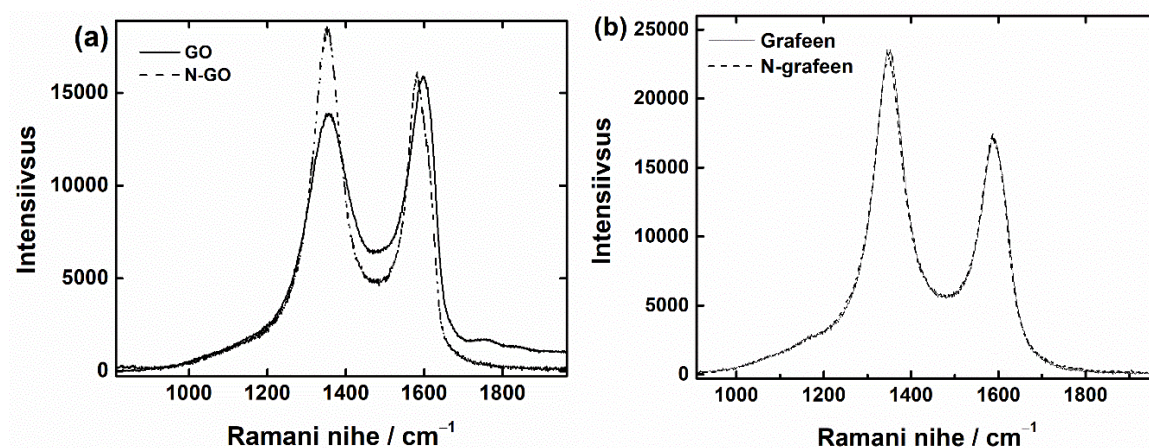 (a)
GO
N-GO
Intensiivsus
15000
10000
5000
0
1000 1200 1400 1600 1800
Ramani nihe / cm⁻¹
(b)
Grafeen
N-grafeen
Intensiivsus
25000
20000
15000
10000
5000
0
1000 1200 1400 1600 1800
Ramani nihe / cm⁻¹